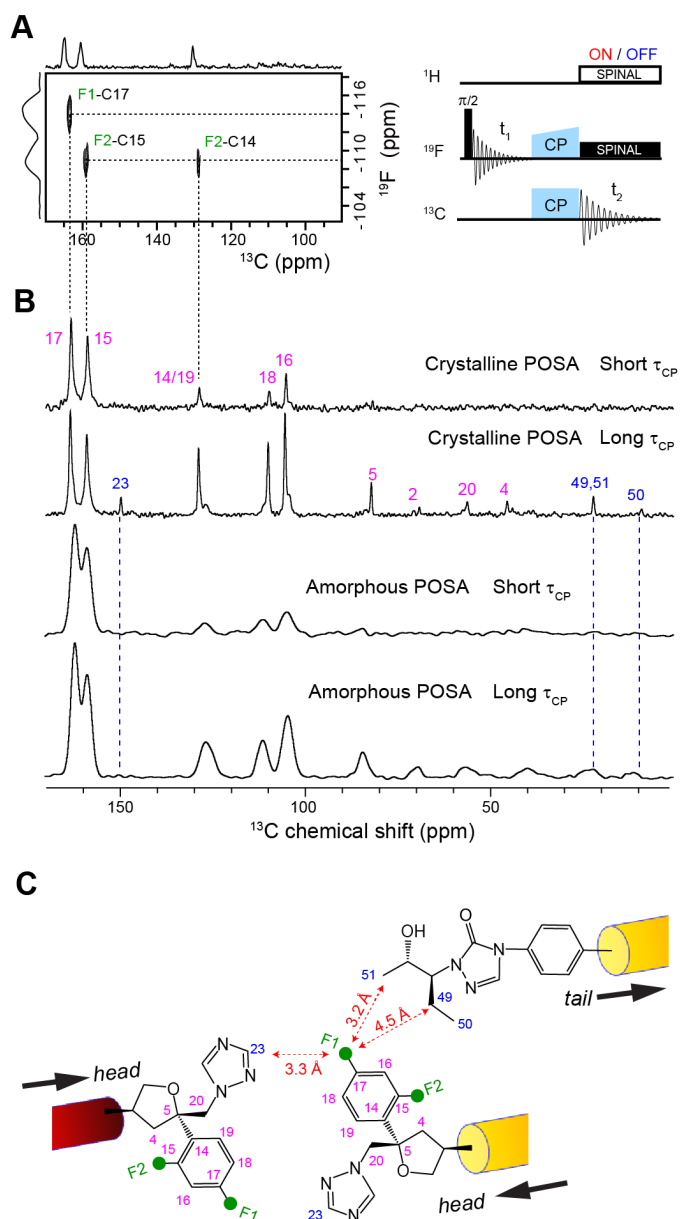 A
F1-C17
F2-C15
F2-C14
-116
-110
-104
19F (ppm)
160
140
120
100
13C (ppm)
ON / OFF
1H
SPINAL
π/2
t1
19F
CP
SPINAL
13C
CP
t2
B
17
15
14/19
18
16
Crystalline POSA Short τCP
Crystalline POSA Long τCP
23
5
2
20
4
49,51
50
Amorphous POSA Short τCP
Amorphous POSA Long τCP
150
100
50
13C chemical shift (ppm)
C
O
OH
N
N
N
51
49
50
tail
3.2 Å
4.5 Å
F1
3.3 Å
N
23
N
N
head
O
20
5
4
19
14
15
18
F2
17
16
F1
16
17
F2
18
14
15
19
4
5
20
O
N
N
N
23
head